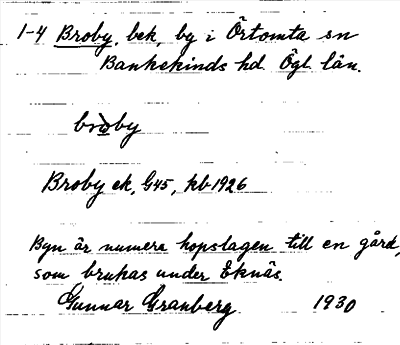 1-4 Broby, bek, by i Örtomta sn
Bankekinds hd. Ögl. län.
bròby
Broby ek, G45, kb 1926
Byn är numera hopslagen till en gård,
som brukas under Eknäs.
Gunnar Granberg 1930